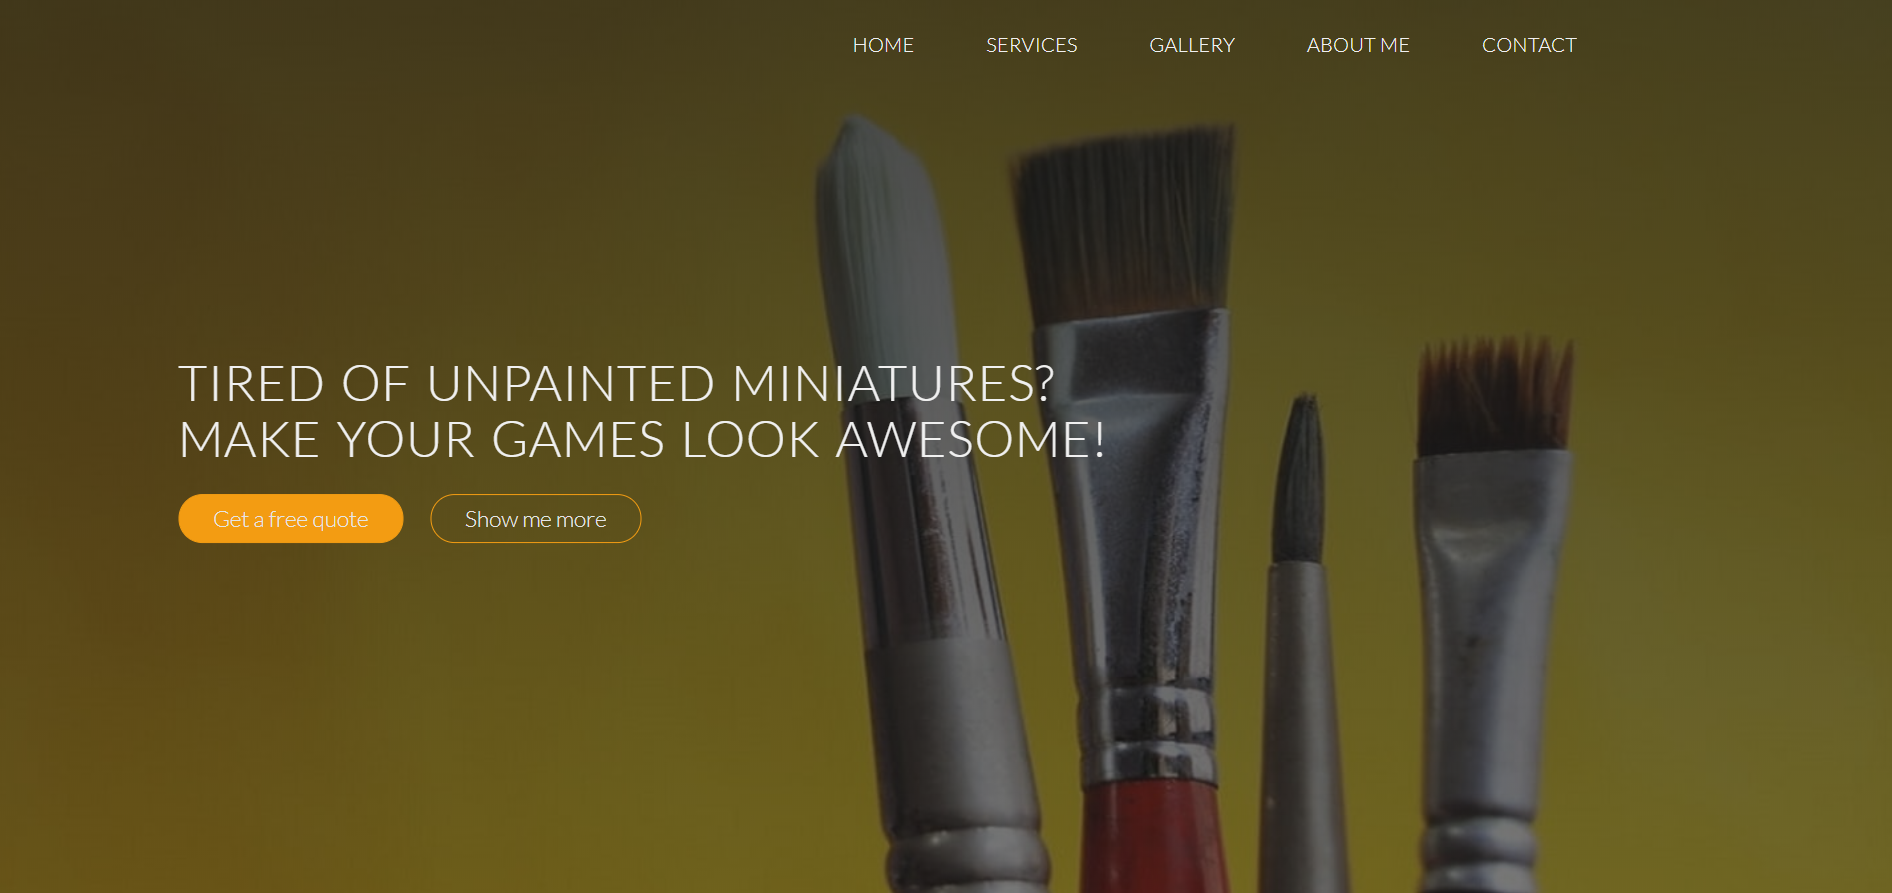 HOME SERVICES GALLERY ABOUT ME CONTACT
TIRED OF UNPAINTED MINIATURES?
MAKE YOUR GAMES LOOK AWESOME!
Get a free quote Show me more